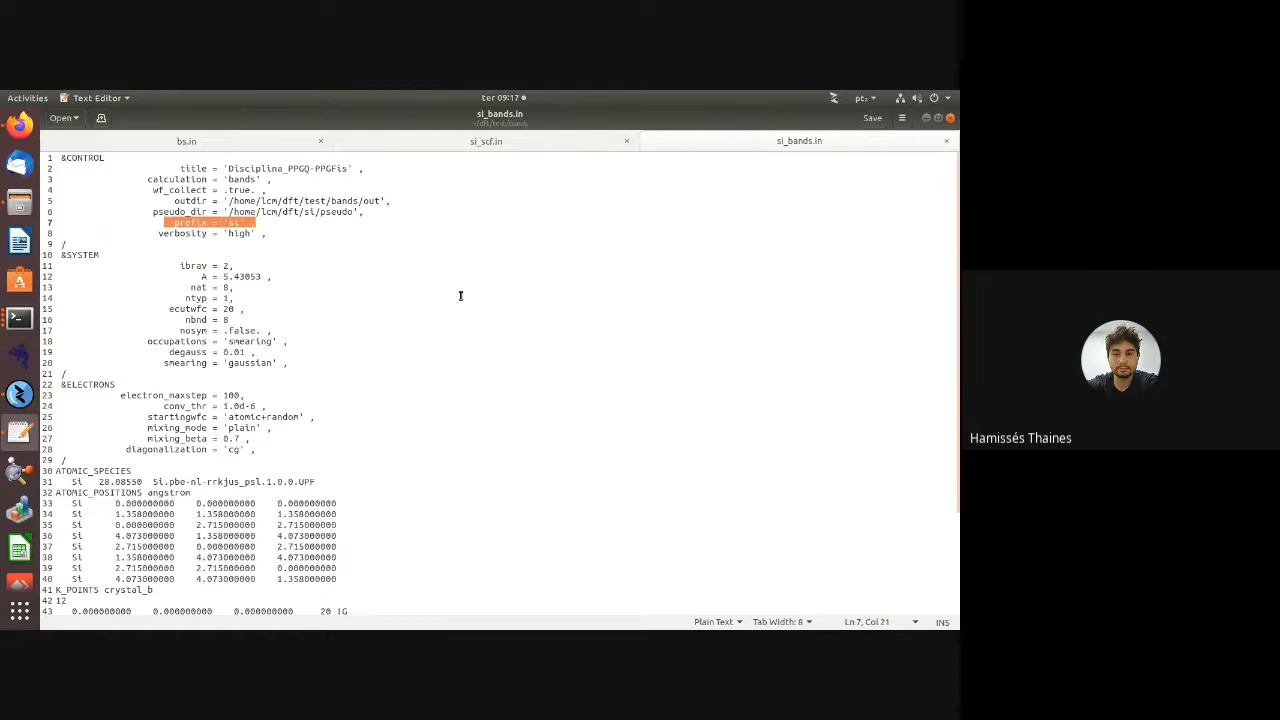 Activities Text Editor ter 09:17 pt₂
Open si_bands.in Save
~/dft/test/bands
bs.in × si_scf.in × si_bands.in ×
1 &CONTROL
2 title = 'Disciplina_PPGQ-PPGFis' ,
3 calculation = 'bands' ,
4 wf_collect = .true. ,
5 outdir = '/home/lcm/dft/test/bands/out',
6 pseudo_dir = '/home/lcm/dft/si/pseudo',
7 prefix = 'si' ,
8 verbosity = 'high' ,
9 /
10 &SYSTEM
11 ibrav = 2,
12 A = 5.43053 ,
13 nat = 8,
14 ntyp = 1,
15 ecutwfc = 20 ,
16 nbnd = 8
17 nosym = .false. ,
18 occupations = 'smearing' ,
19 degauss = 0.01 ,
20 smearing = 'gaussian' ,
21 /
22 &ELECTRONS
23 electron_maxstep = 100,
24 conv_thr = 1.0d-6 ,
25 startingwfc = 'atomic+random' ,
26 mixing_mode = 'plain' ,
27 mixing_beta = 0.7 ,
28 diagonalization = 'cg' ,
29 /
30 ATOMIC_SPECIES
31 Si 28.08550 Si.pbe-nl-rrkjus_psl.1.0.0.UPF
32 ATOMIC_POSITIONS angstrom
33 Si 0.000000000 0.000000000 0.000000000
34 Si 1.358000000 1.358000000 1.358000000
35 Si 0.000000000 2.715000000 2.715000000
36 Si 4.073000000 1.358000000 4.073000000
37 Si 2.715000000 0.000000000 2.715000000
38 Si 1.358000000 4.073000000 4.073000000
39 Si 2.715000000 2.715000000 0.000000000
40 Si 4.073000000 4.073000000 1.358000000
41 K_POINTS crystal_b
42 12
43 0.000000000 0.000000000 0.000000000 20 !G
Plain Text Tab Width: 8 Ln 7, Col 21 INS
Hamissés Thaines